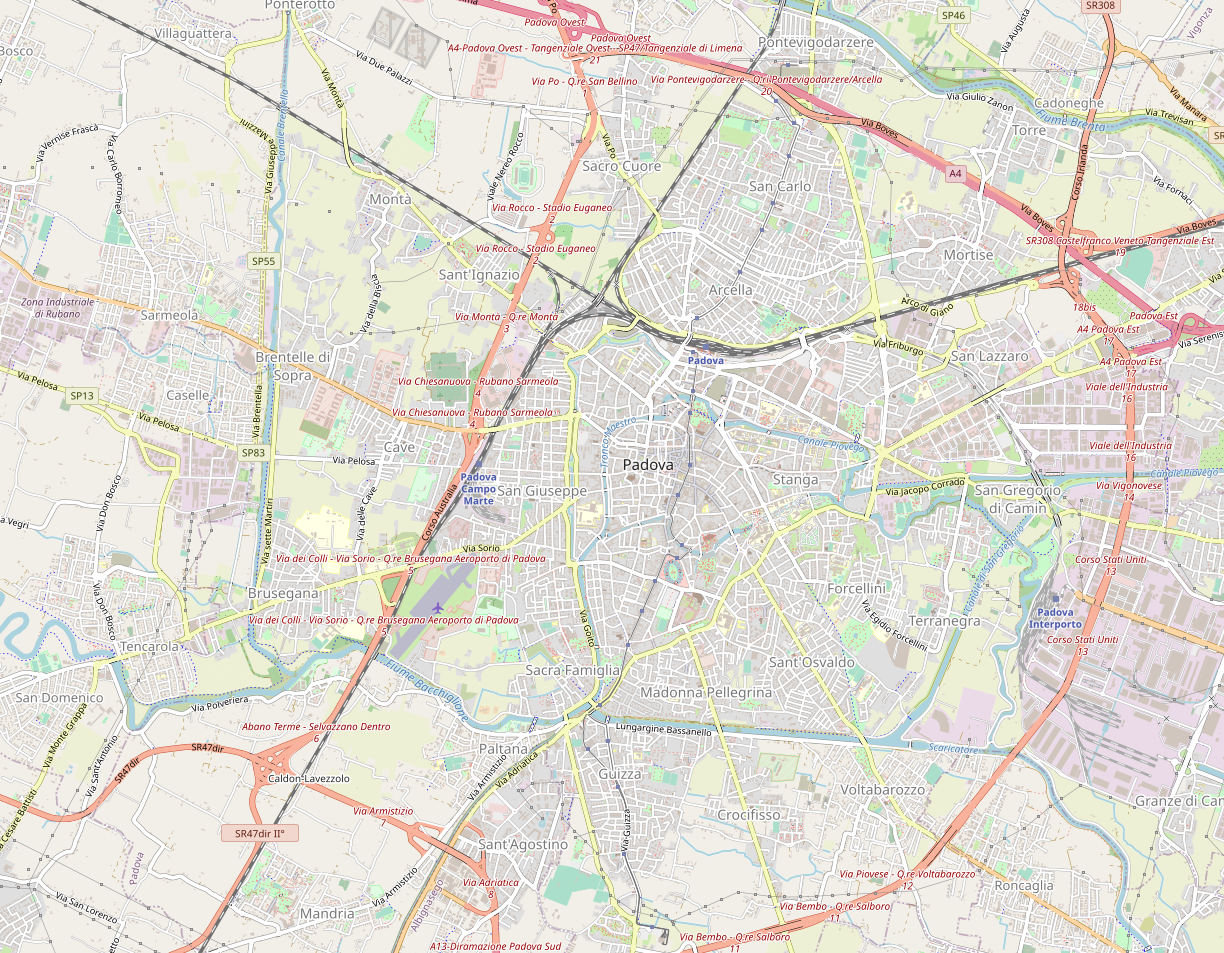 Ponterotto
Villaguattera
Bosco
Via Due Palazzi
Via Montà
Padova Ovest
Padova Ovest
A4-Padova Ovest - Tangenziale Ovest--SP47/Tangenziale di Limena
21
Via Po - Q.re San Bellino
1
Via Pontevigodarzere - Q.ri Pontevigodarzere/Arcella
20
Pontevigodarzere
SP46
Via Augusta
SR308
Vigonza
Via Giulio Zanon
Cadoneghe
Via Manara
Via Trevisan
Fiume Brenta
Torre
Via Boves
Corso Irlanda
Via Fornaci
Via Vernise Frascà
Via Carlo Borromeo
Via Giuseppe Mazzini
Canale Brentella
Viale Nereo Rocco
Via Po
Sacro Cuore
San Carlo
A4
Via Boves
Via Boves
Montà
Via Rocco - Stadio Euganeo
2
Via Rocco - Stadio Euganeo
2
SR308 Castelfranco Veneto Tangenziale Est
19
Mortise
SP55
Sant'Ignazio
Arcella
Via della Biscia
Zona Industriale
di Rubano
Sarmeola
Via Montà - Q.re Montà
3
Arco di Giano
18bis
A4 Padova Est
17
Padova Est
Via Friburgo
San Lazzaro
Padova
Brentelle di
Sopra
Via Pelosa
SP13
Caselle
Via Brentella
Via Chiesanuova - Rubano Sarmeola
4
Via Chiesanuova - Rubano Sarmeola
4
A4 Padova Est
17
Viale dell'Industria
16
Via Pelosa
SP83
Via Pelosa
Cave
Tronco Maestro
Canale Piovego
Viale dell'Industria
16
Padova
Padova
Campo
Marte
San Giuseppe
Stanga
Via Jacopo Corrado
San Gregorio
di Camin
Canale Piovego
Via Vigonovese
14
Via Don Bosco
Via delle Cave
Corso Australia
Via sette Martiri
Via Sorio
Via dei Colli - Via Sorio - Q.re Brusegana Aeroporto di Padova
5
Brusegana
Via dei Colli - Via Sorio - Q.re Brusegana Aeroporto di Padova
5
Canale San Gregorio
Corso Stati Uniti
13
Forcellini
Via Egidio Forcellini
Terranegra
Padova
Interporto
Corso Stati Uniti
13
Via Don Bosco
Tencarola
Via Goito
Sacra Famiglia
Sant'Osvaldo
Madonna Pellegrina
Fiume Bacchiglione
San Domenico
Via Polveriera
Via Monte Grappa
Via Sant'Antonio
Abano Terme - Selvazzano Dentro
6
Lungargine Bassanello
Scaricatore
SR47dir
SR47dir
Caldon-Lavezzolo
Paltana
Via Armistizio
Via Adriatica
Guizza
Voltabarozzo
Granze di Cam
Via Cesare Battisti
Via Armistizio
7
Crocifisso
Via Guizza
SR47dir II°
Sant'Agostino
Padova
Via Adriatica
8
Via Piovese - Q.re Voltabarozzo
12
Roncaglia
Via Armistizio
Albignasego
Via San Lorenzo
Mandria
Via Bembo - Q.re Salboro
11
Via Bembo - Q.re Salboro
11
A13-Diramazione Padova Sud